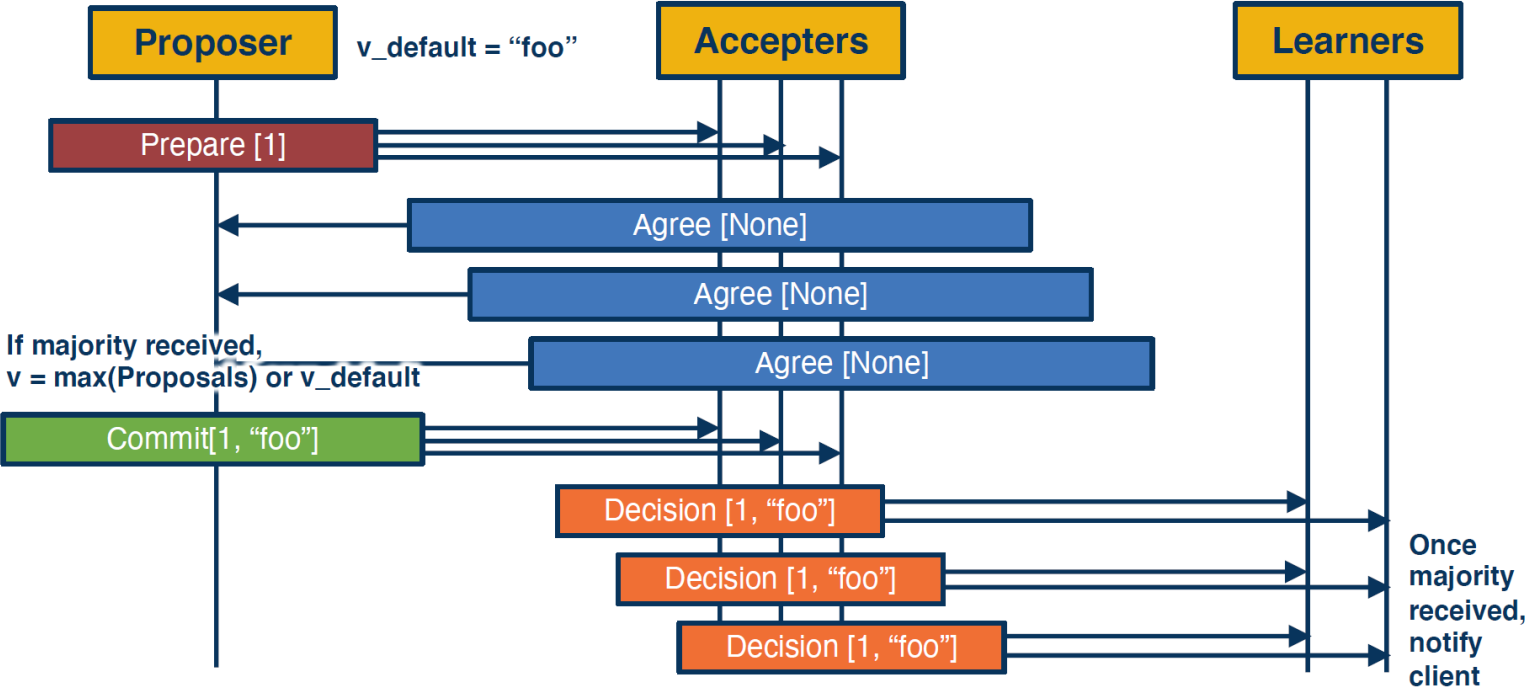 Proposer
v_default = “foo”
Accepters
Learners
Prepare [1]
Agree [None]
Agree [None]
If majority received,
v = max(Proposals) or v_default
Agree [None]
Commit[1, “foo”]
Decision [1, “foo”]
Decision [1, “foo”]
Decision [1, “foo”]
Once
majority
received,
notify
client